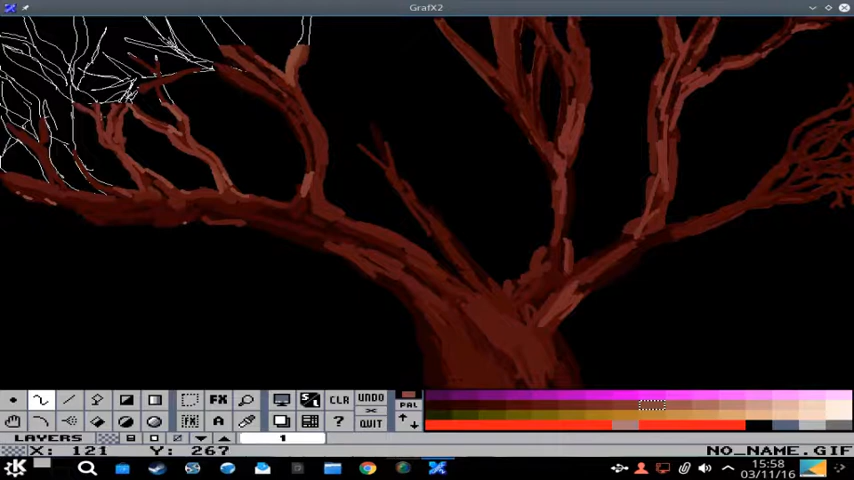 GrafX2
FX
S/L
CLR
UNDO
QUIT
A
?
PAL
LAYERS
1
X: 121 Y: 267
NO_NAME.GIF
15:58
03/11/16